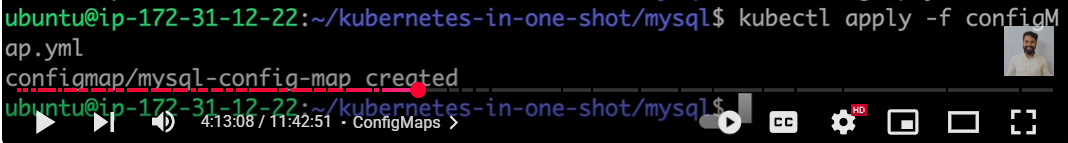 ubuntu@ip-172-31-12-22:~/kubernetes-in-one-shot/mysql$ kubectl apply -f configM
ap.yml
configmap/mysql-config-map created
ubuntu@ip-172-31-12-22:~/kubernetes-in-one-shot/mysql$
4:13:08 / 11:42:51 • ConfigMaps
CC
HD